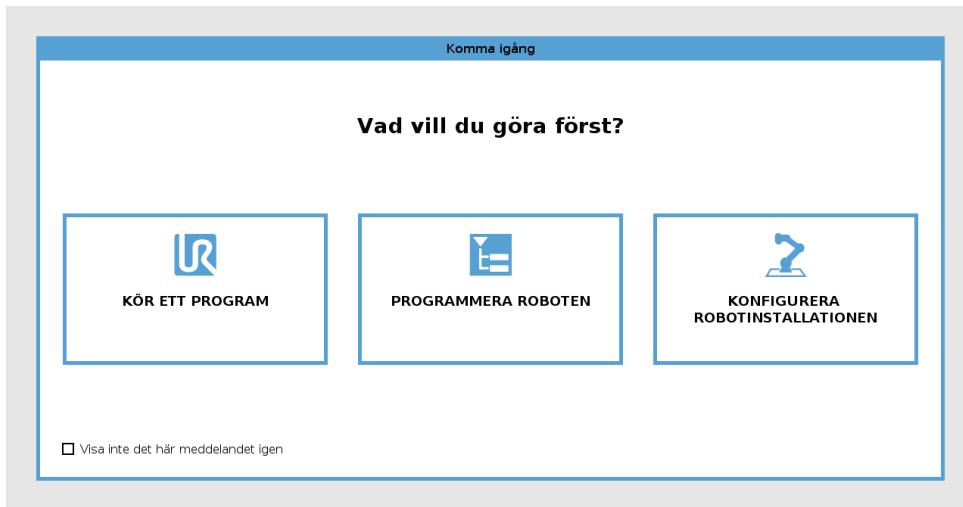 Komma igång
Vad vill du göra först?
KÖR ETT PROGRAM
PROGRAMMERA ROBOTEN
KONFIGURERA
ROBOTINSTALLATIONEN
Visa inte det här meddelandet igen